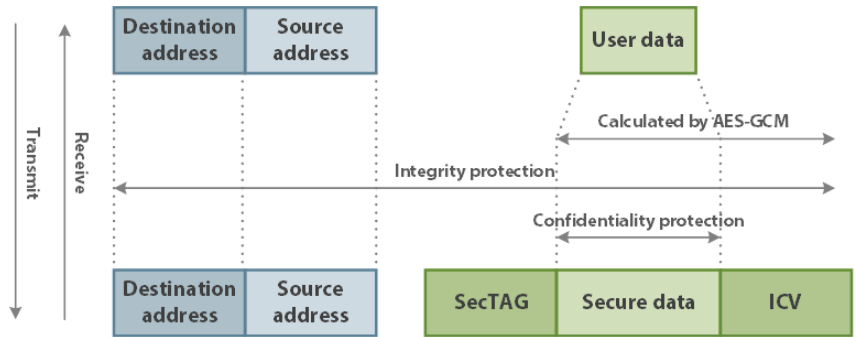 Destination
address
Source
address
User data
Calculated by AES-GCM
Transmit
Receive
Integrity protection
Confidentiality protection
Destination
address
Source
address
SecTAG
Secure data
ICV